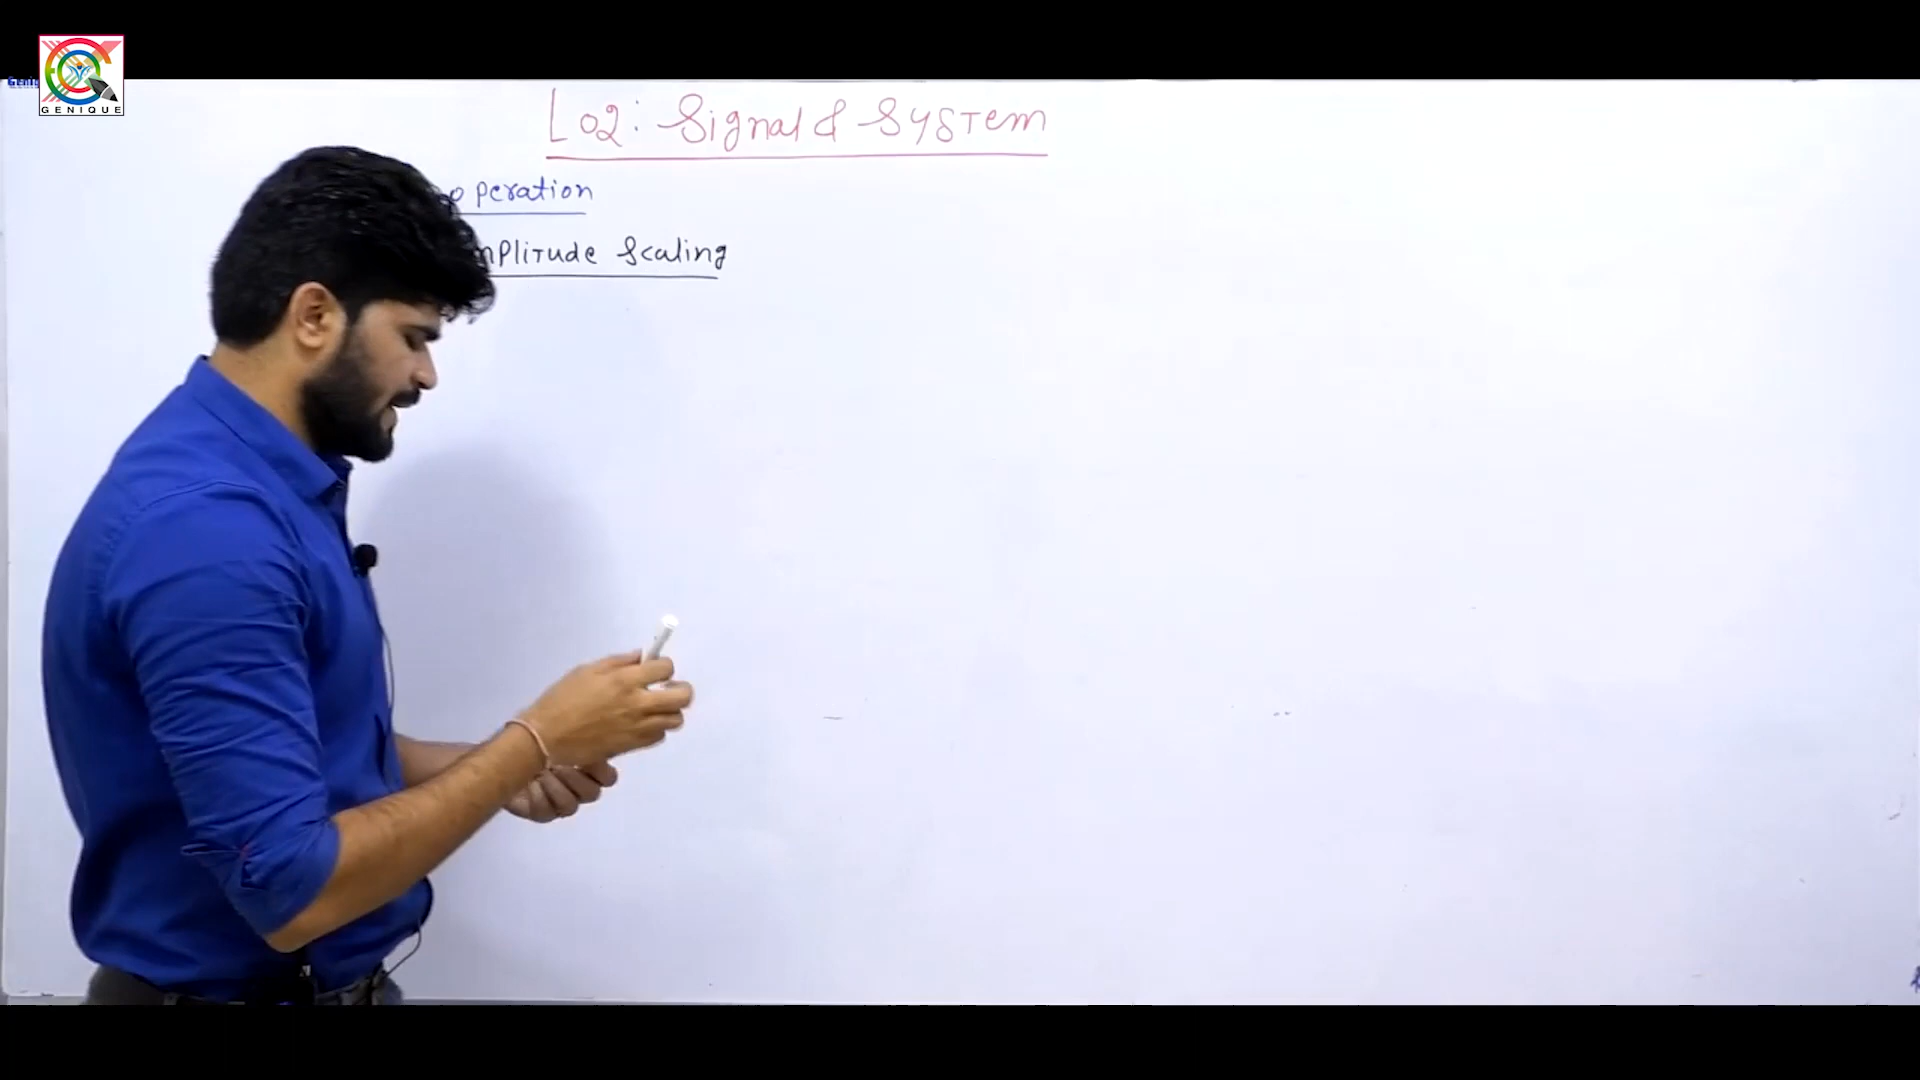 GENIQUE
L02: Signal & System
operation
mplitude Scaling